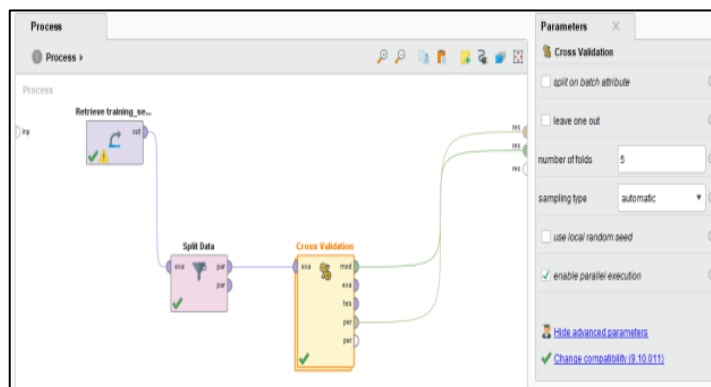 Process
Process
Process
inp
Retrieve training_se...
out
res
res
res
Split Data
exa
par
par
Cross Validation
exa
mod
exa
tes
per
per
Parameters X
Cross Validation
split on batch attribute
leave one out
number of folds 5
sampling type automatic
use local random seed
enable parallel execution
Hide advanced parameters
Change compatibility (9.10.011)